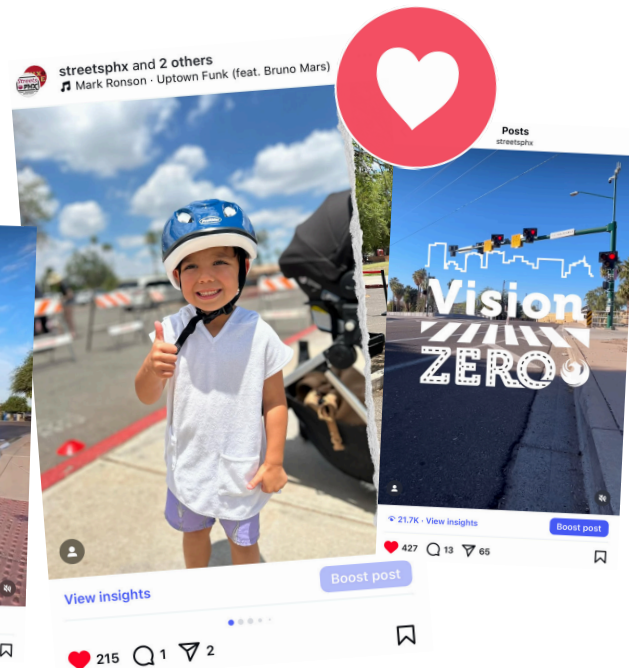 streetsphx and 2 others
Mark Ronson · Uptown Funk (feat. Bruno Mars)
View insights
Boost post
215 1 2
Posts
streetsphx
Vision
ZERO
21.7K · View insights
Boost post
427 13 65